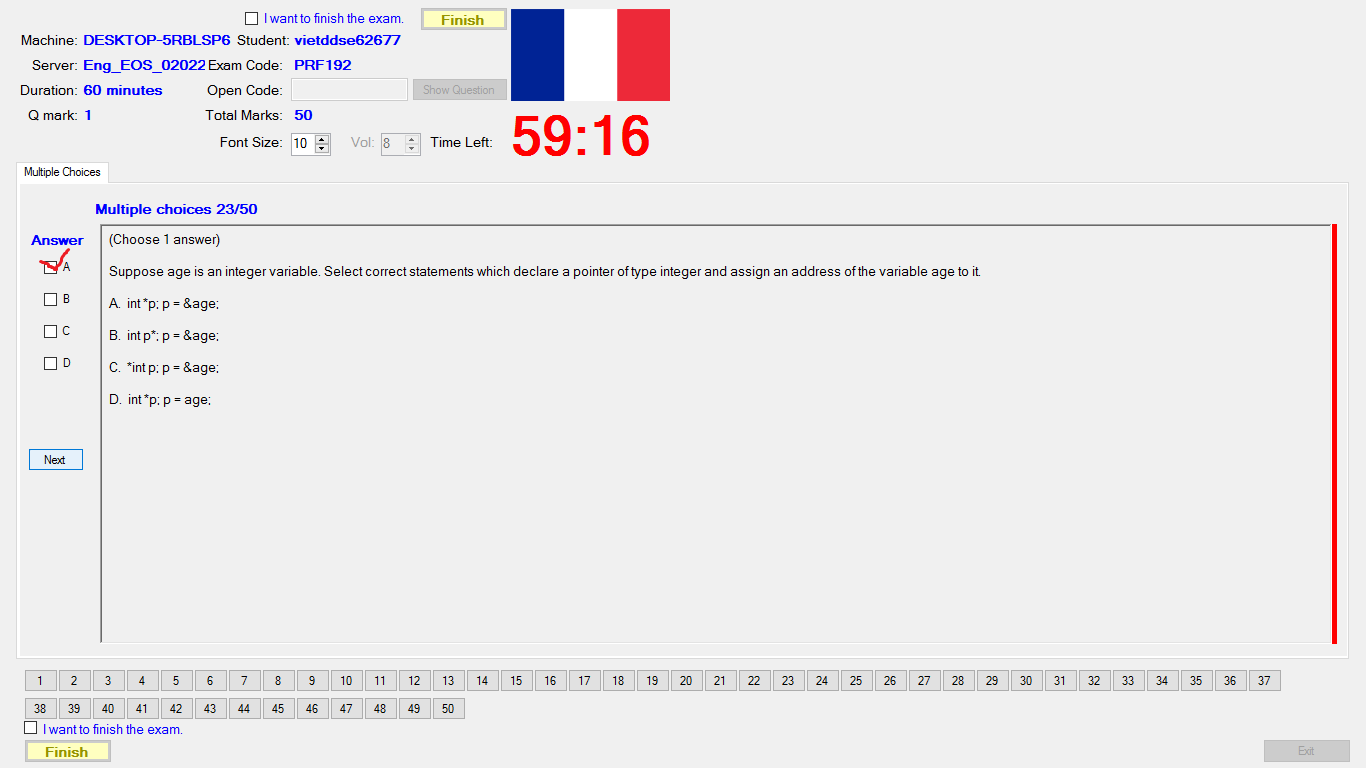 I want to finish the exam. Finish
Machine: DESKTOP-5RBLSP6 Student: vietddse62677
Server: Eng_EOS_02022 Exam Code: PRF192
Duration: 60 minutes Open Code: Show Question
Q mark: 1 Total Marks: 50
Font Size: 10 Vol: 8 Time Left: 59:16
Multiple Choices
Multiple choices 23/50
Answer
(Choose 1 answer)
A
Suppose age is an integer variable. Select correct statements which declare a pointer of type integer and assign an address of the variable age to it.
B
A. int *p; p = &age;
C
B. int p*; p = &age;
D
C. *int p; p = &age;
D. int *p; p = age;
Next
1 2 3 4 5 6 7 8 9 10 11 12 13 14 15 16 17 18 19 20 21 22 23 24 25 26 27 28 29 30 31 32 33 34 35 36 37
38 39 40 41 42 43 44 45 46 47 48 49 50
I want to finish the exam.
Finish Exit